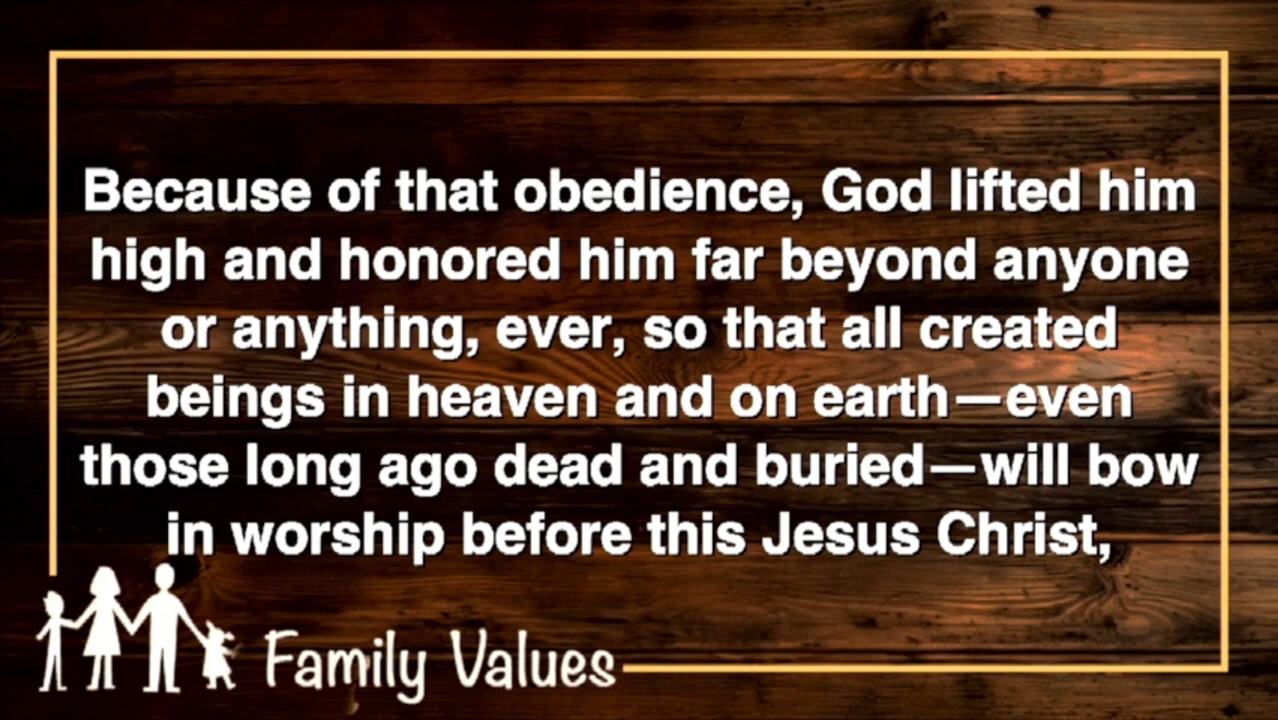 Because of that obedience, God lifted him
high and honored him far beyond anyone
or anything, ever, so that all created
beings in heaven and on earth—even
those long ago dead and buried—will bow
in worship before this Jesus Christ,
Family Values